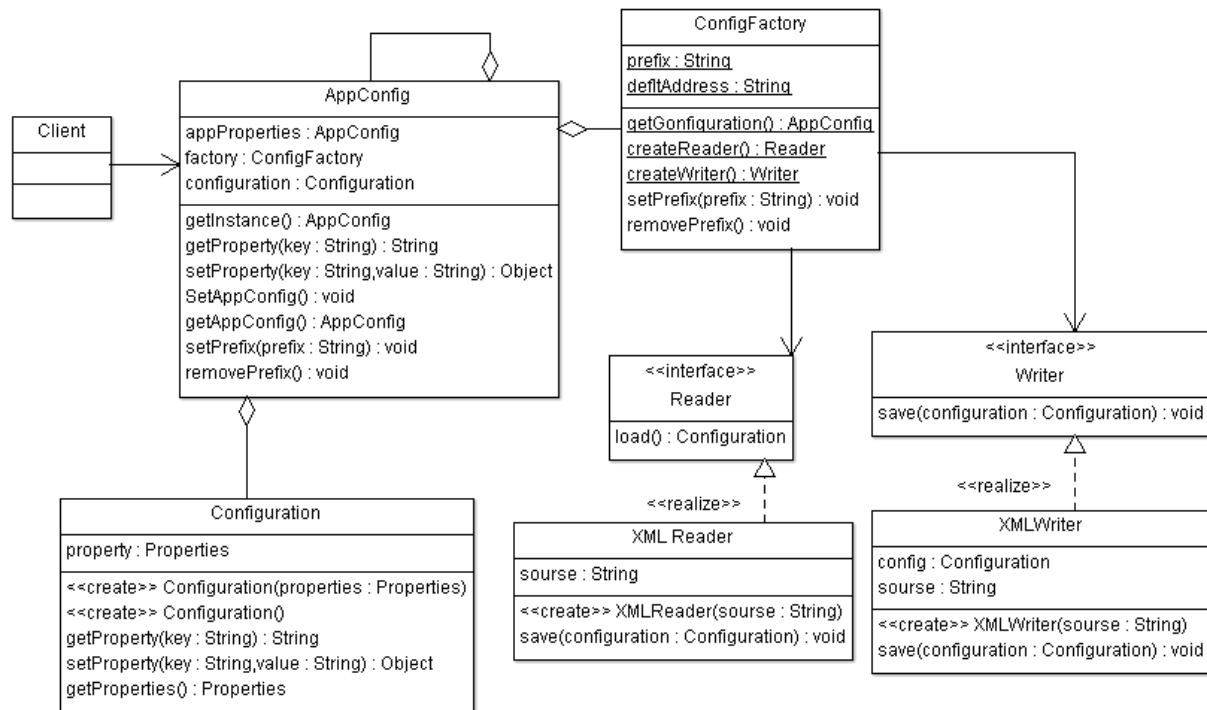 Client
AppConfig
appProperties : AppConfig
factory : ConfigFactory
configuration : Configuration
getInstance() : AppConfig
getProperty(key : String) : String
setProperty(key : String,value : String) : Object
SetAppConfig() : void
getAppConfig() : AppConfig
setPrefix(prefix : String) : void
removePrefix() : void
ConfigFactory
prefix : String
defltAddress : String
getGonfiguration() : AppConfig
createReader() : Reader
createWriter() : Writer
setPrefix(prefix : String) : void
removePrefix() : void
<<interface>>
Reader
load() : Configuration
<<interface>>
Writer
save(configuration : Configuration) : void
<<realize>>
<<realize>>
Configuration
property : Properties
<<create>> Configuration(properties : Properties)
<<create>> Configuration()
getProperty(key : String) : String
setProperty(key : String,value : String) : Object
getProperties() : Properties
XML Reader
sourse : String
<<create>> XMLReader(sourse : String)
save(configuration : Configuration) : void
XMLWriter
config : Configuration
sourse : String
<<create>> XMLWriter(sourse : String)
save(configuration : Configuration) : void